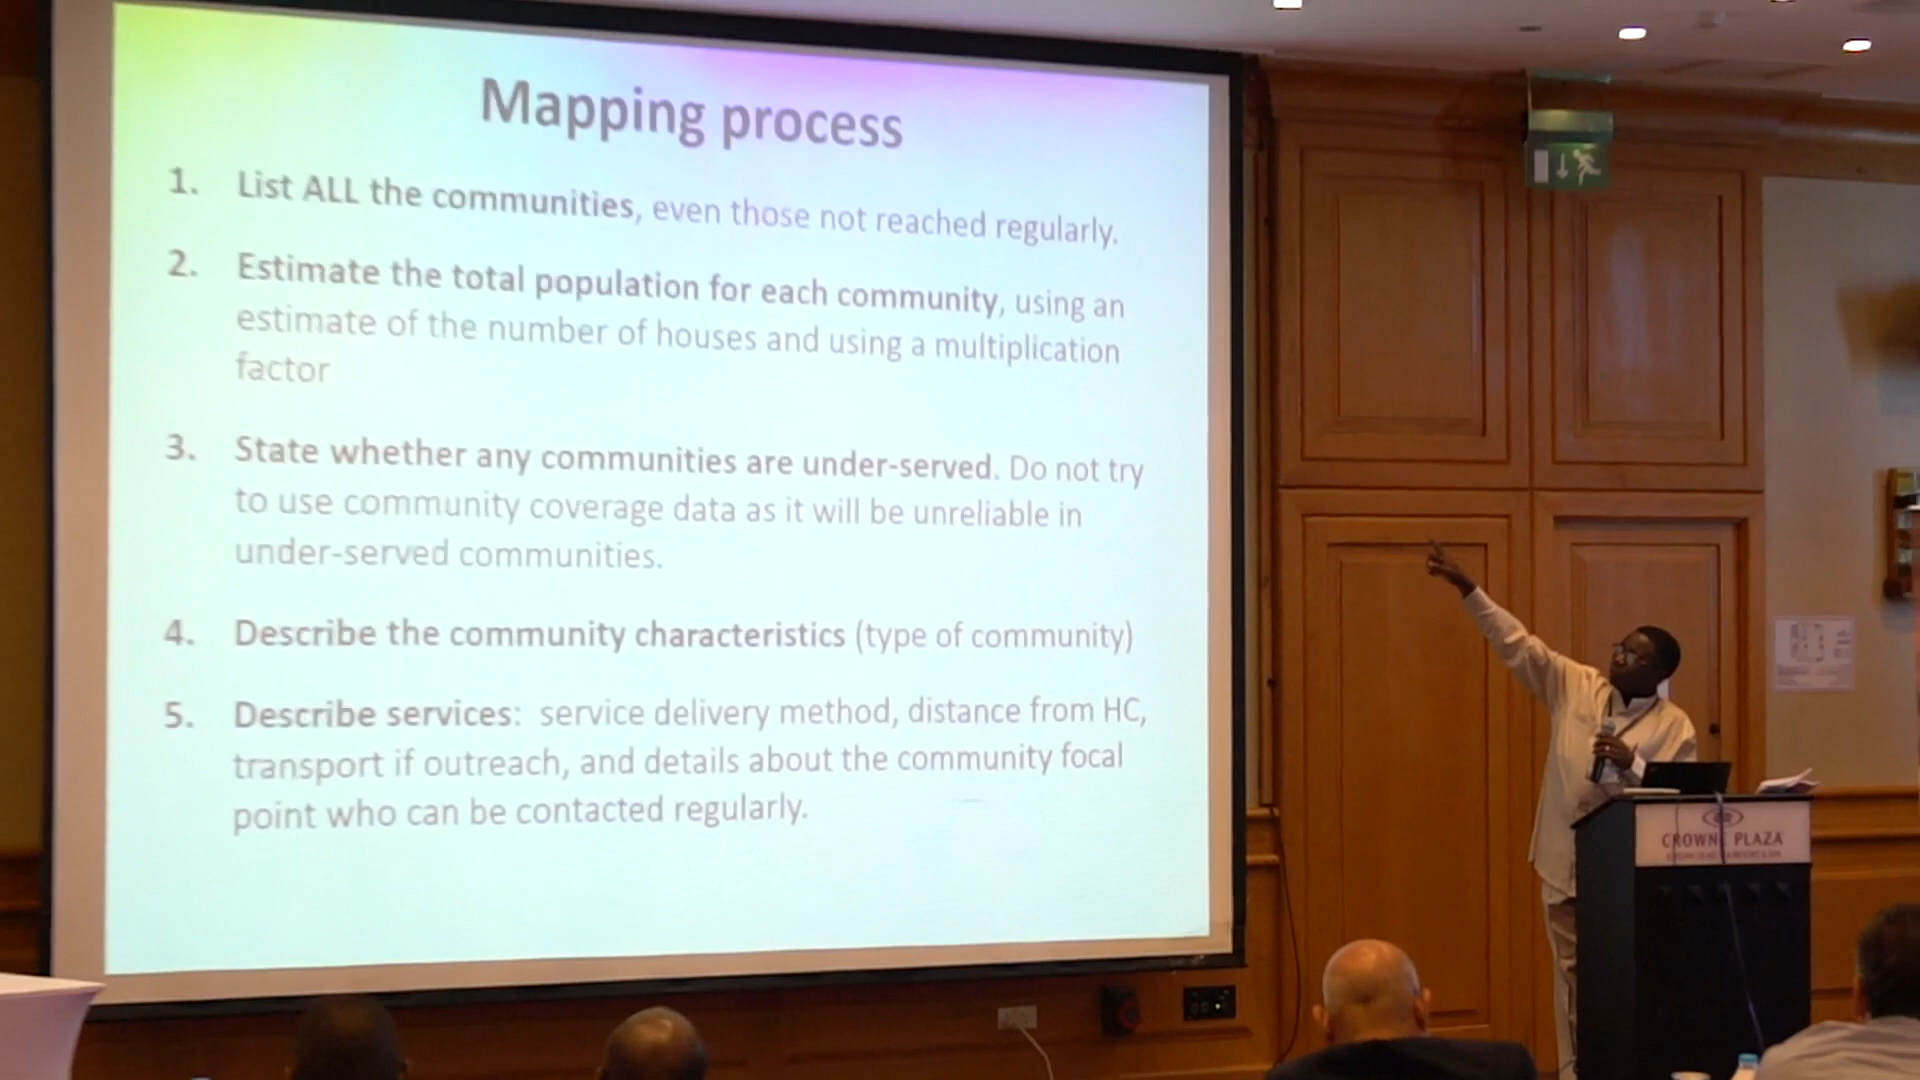 Mapping process
1. List ALL the communities, even those not reached regularly.
2. Estimate the total population for each community, using an
estimate of the number of houses and using a multiplication
factor
3. State whether any communities are under-served. Do not try
to use community coverage data as it will be unreliable in
under-served communities.
4. Describe the community characteristics (type of community)
5. Describe services: service delivery method, distance from HC,
transport if outreach, and details about the community focal
point who can be contacted regularly.
CROWNE PLAZA